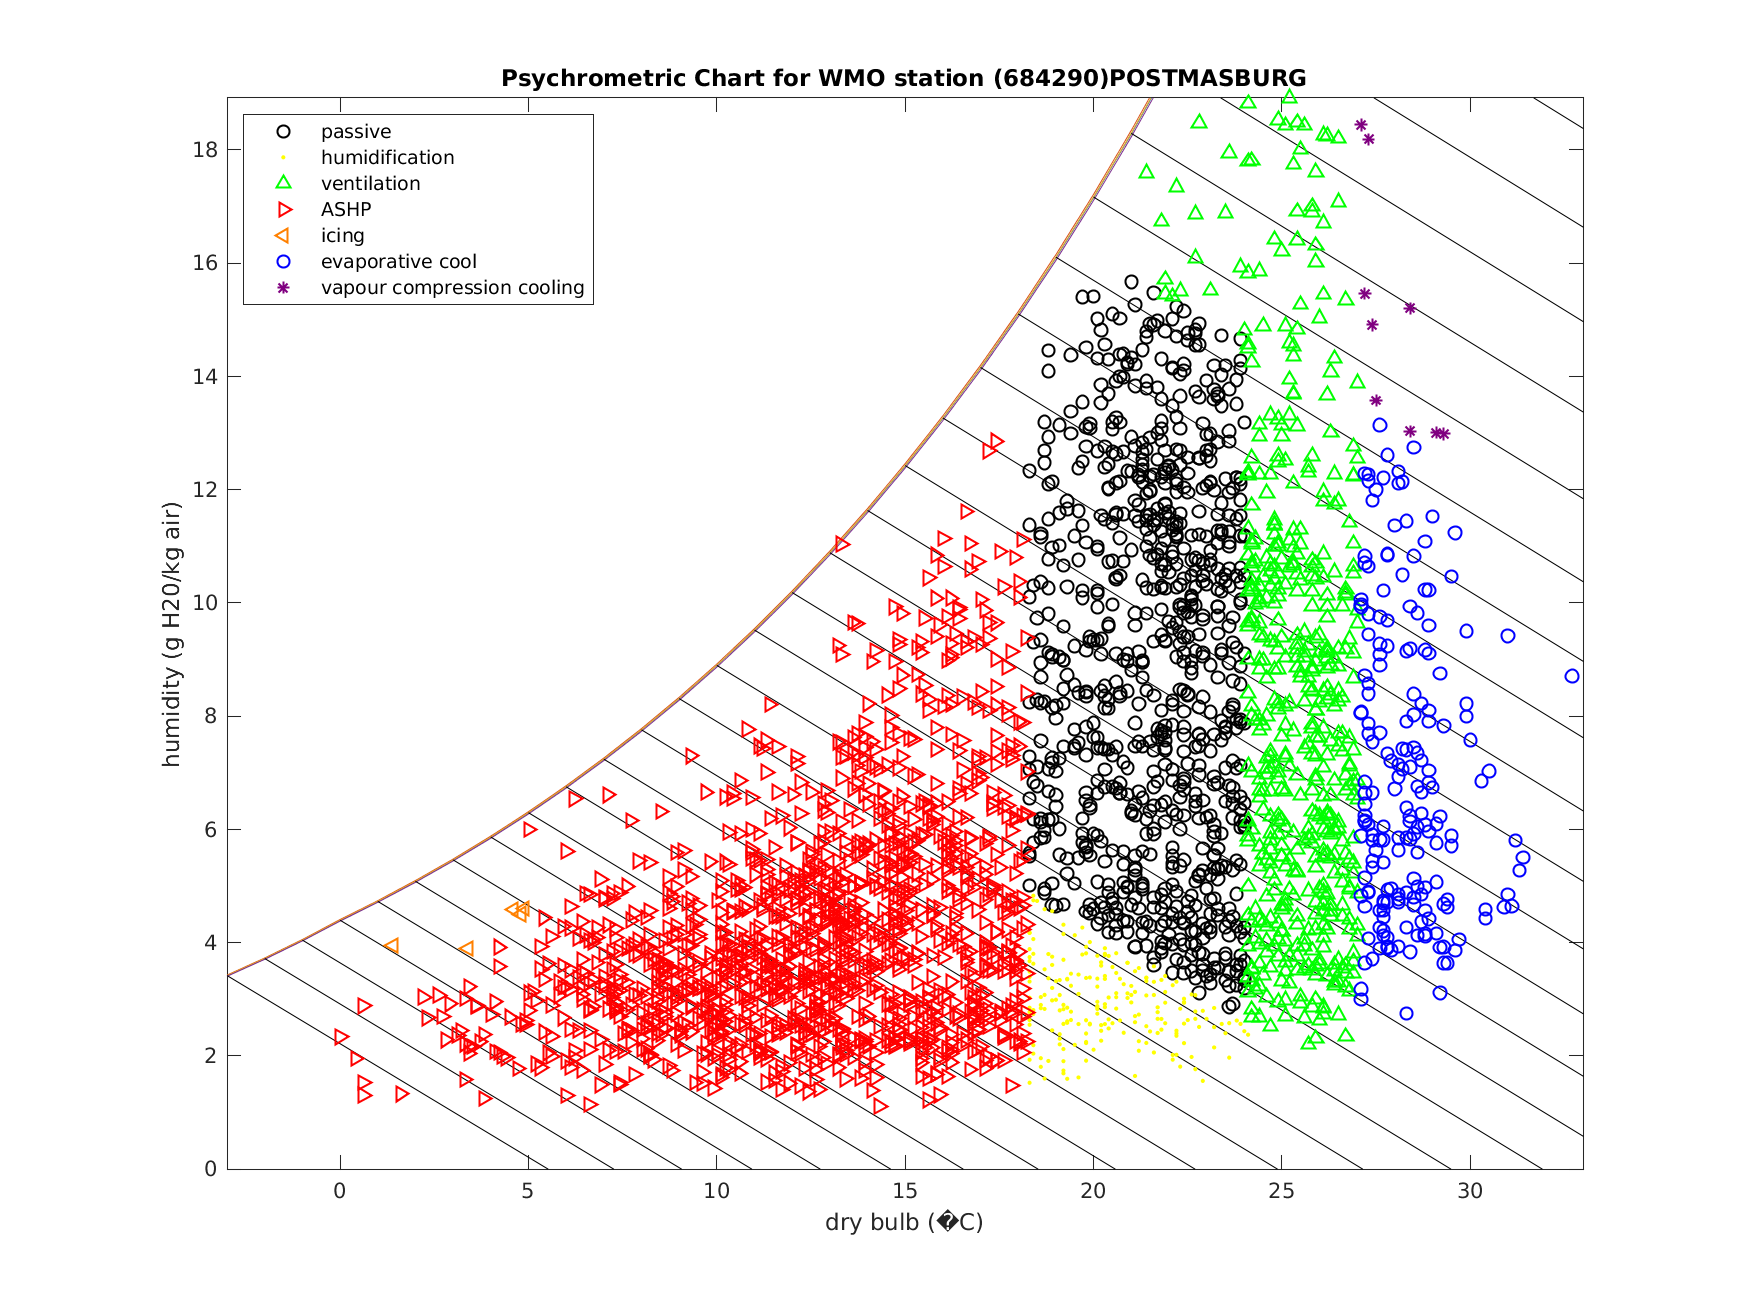 Psychrometric Chart for WMO station (684290)POSTMASBURG
passive
humidification
ventilation
ASHP
icing
evaporative cool
vapour compression cooling
humidity (g H20/kg air)
18
16
14
12
10
8
6
4
2
0
0 5 10 15 20 25 30
dry bulb (�C)